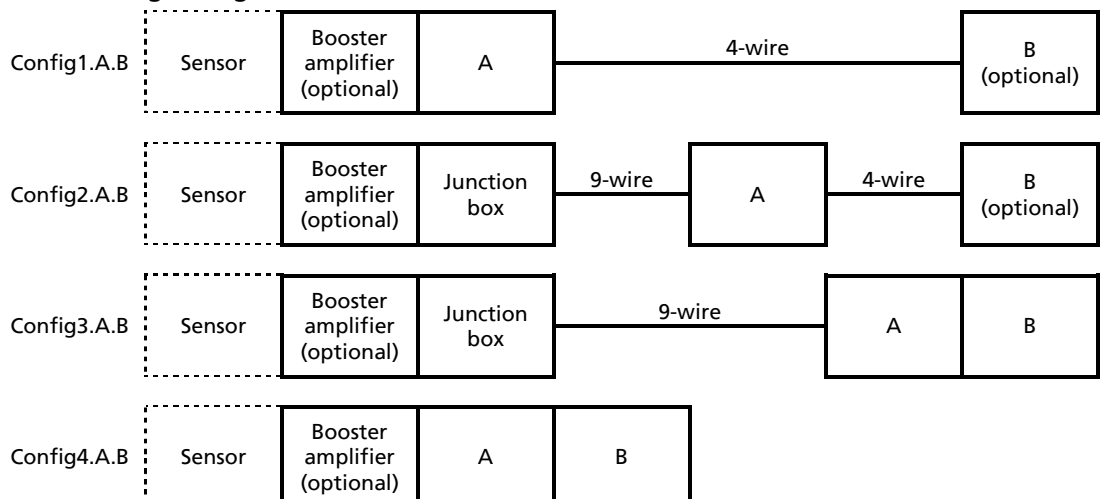 Config1.A.B
Sensor
Booster
amplifier
(optional)
A
4-wire
B
(optional)
Config2.A.B
Sensor
Booster
amplifier
(optional)
Junction
box
9-wire
A
4-wire
B
(optional)
Config3.A.B
Sensor
Booster
amplifier
(optional)
Junction
box
9-wire
A
B
Config4.A.B
Sensor
Booster
amplifier
(optional)
A
B